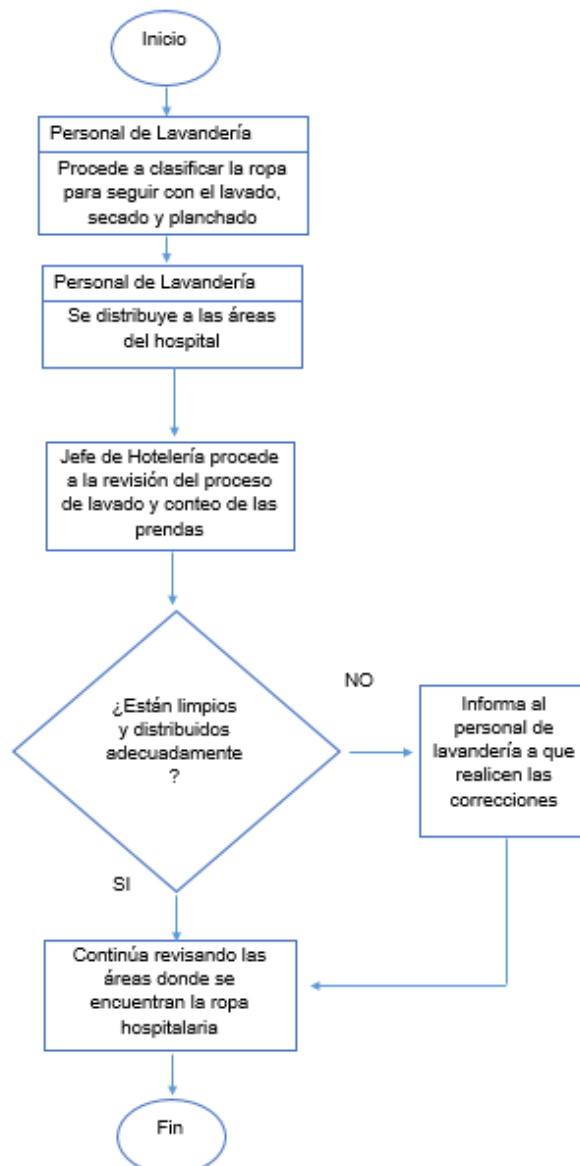 Inicio
Personal de Lavandería
Procede a clasificar la ropa
para seguir con el lavado,
secado y planchado
Personal de Lavandería
Se distribuye a las áreas
del hospital
Jefe de Hotelería procede
a la revisión del proceso
de lavado y conteo de las
prendas
¿Están limpios
y distribuidos
adecuadamente
?
NO
Informa al
personal de
lavandería a que
realicen las
correcciones
SI
Continúa revisando las
áreas donde se
encuentran la ropa
hospitalaria
Fin